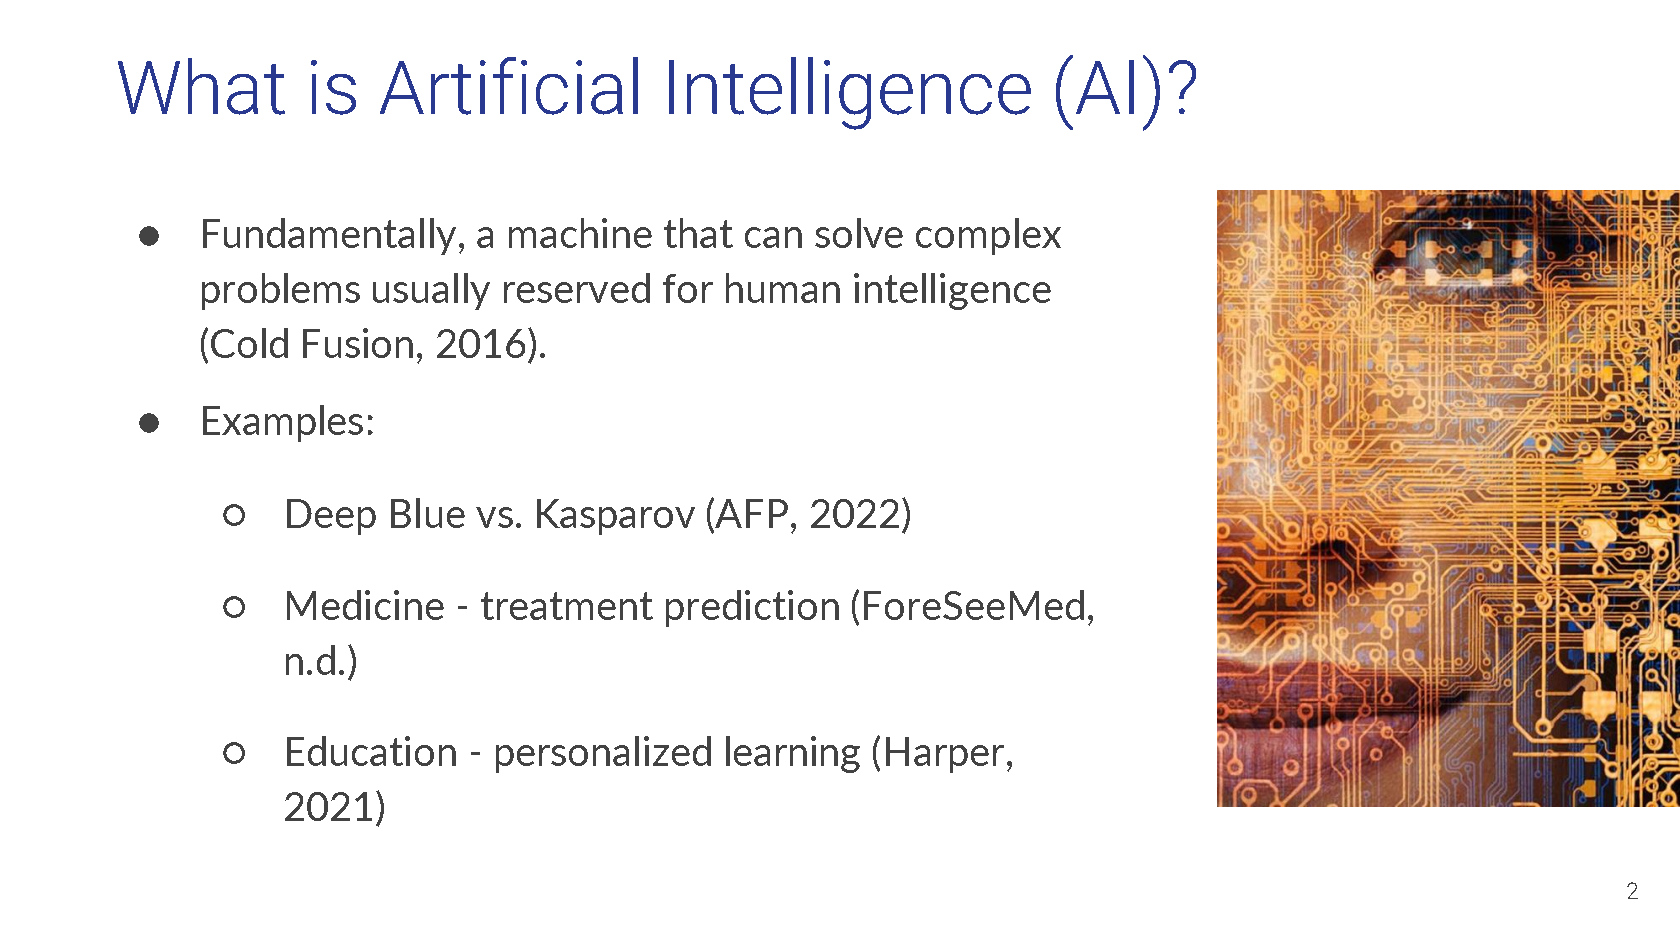 What is Artificial Intelligence (AI)?
● Fundamentally, a machine that can solve complex
problems usually reserved for human intelligence
(Cold Fusion, 2016).
● Examples:
○ Deep Blue vs. Kasparov (AFP, 2022)
○ Medicine - treatment prediction (ForeSeeMed,
n.d.)
○ Education - personalized learning (Harper,
2021)
2